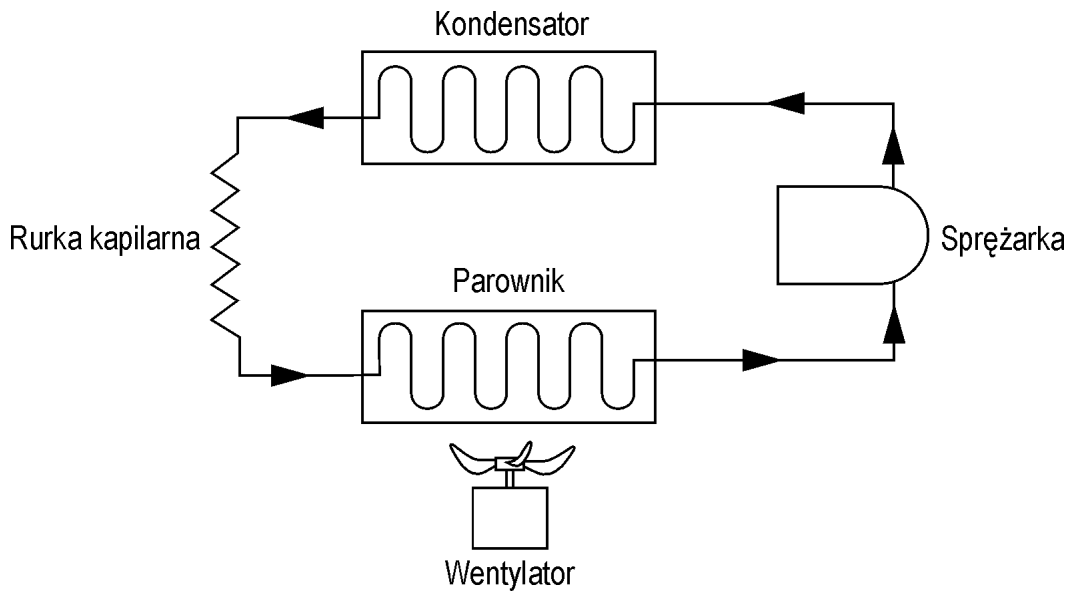 Kondensator
Rurka kapilarna
Sprężarka
Parownik
Wentylator